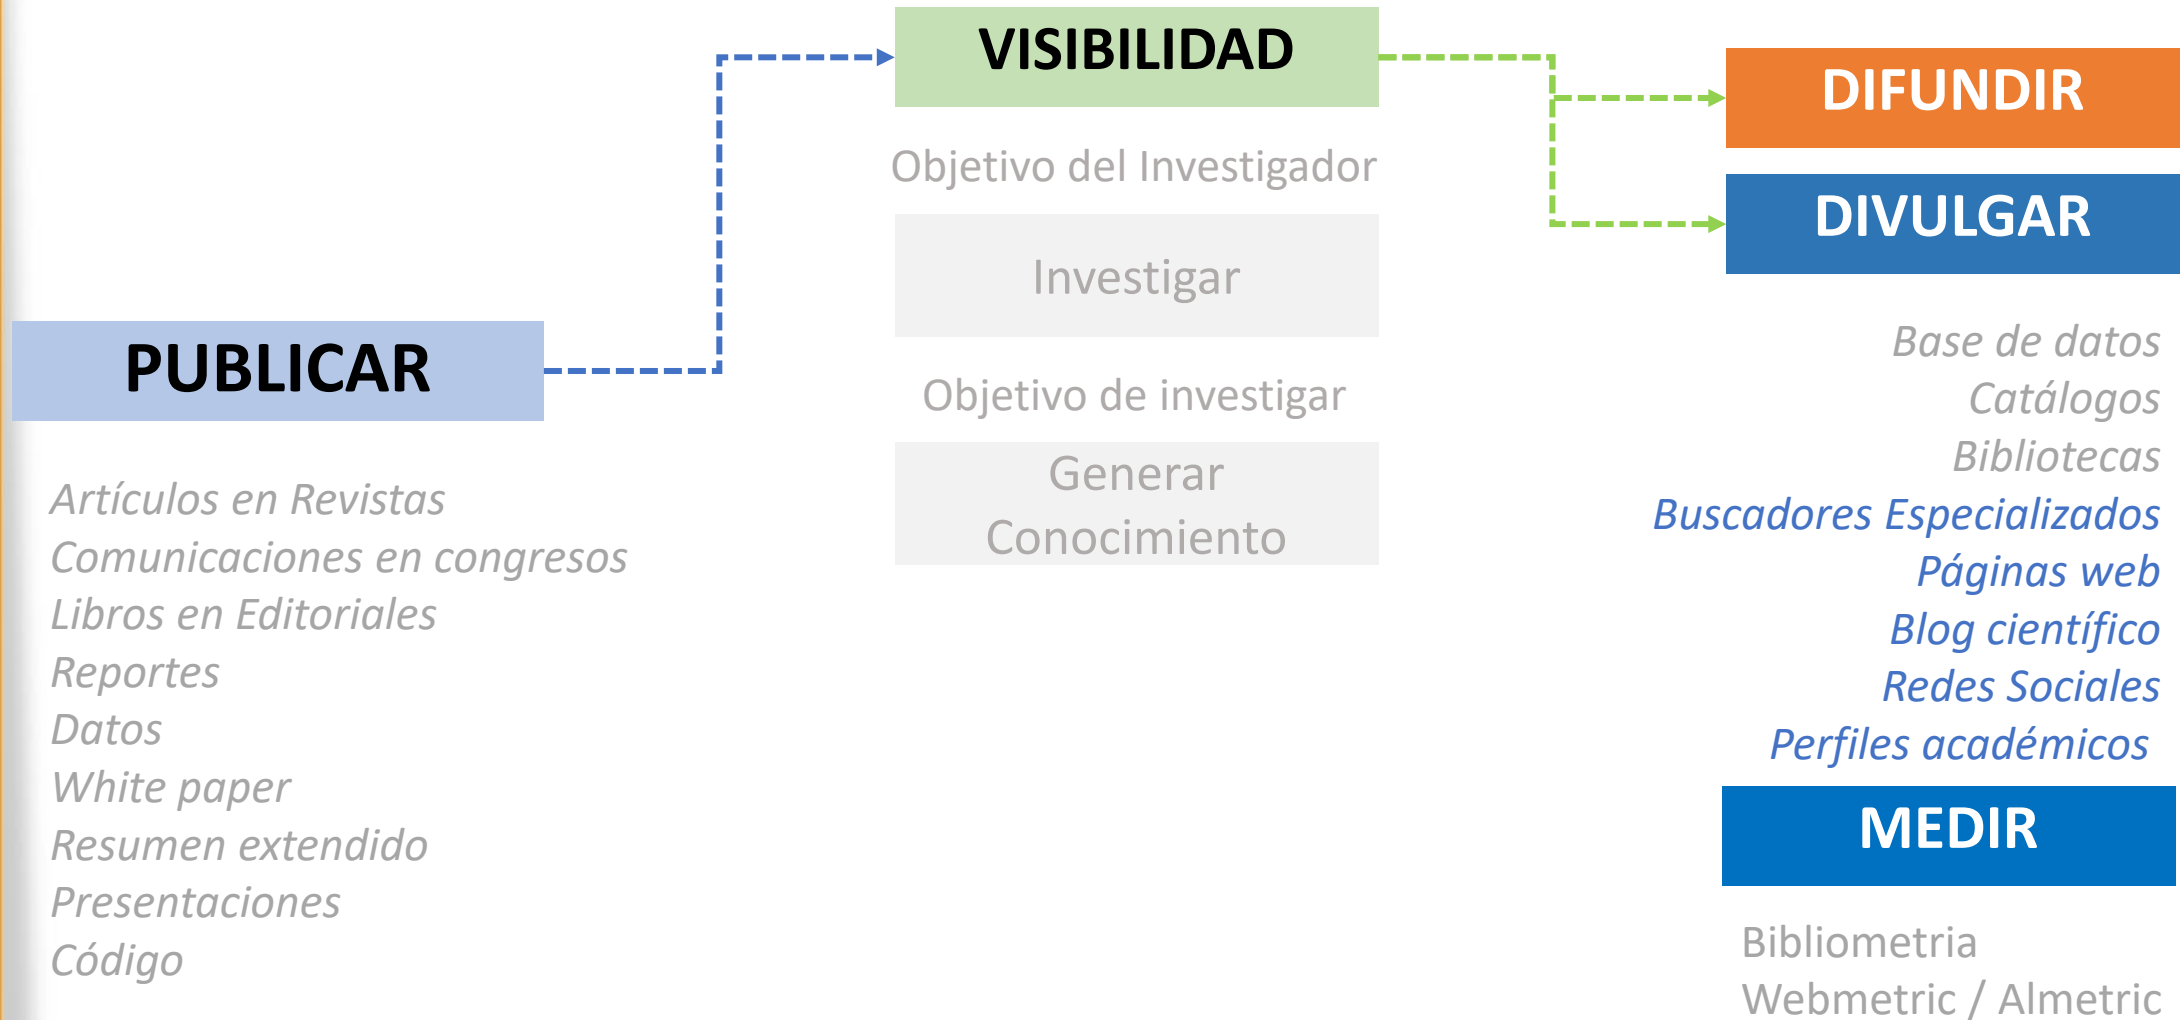 PUBLICAR
Artículos en Revistas
Comunicaciones en congresos
Libros en Editoriales
Reportes
Datos
White paper
Resumen extendido
Presentaciones
Código
VISIBILIDAD
Objetivo del Investigador
Investigar
Objetivo de investigar
Generar
Conocimiento
DIFUNDIR
DIVULGAR
Base de datos
Catálogos
Bibliotecas
Buscadores Especializados
Páginas web
Blog científico
Redes Sociales
Perfiles académicos
MEDIR
Bibliometria
Webmetric / Almetric